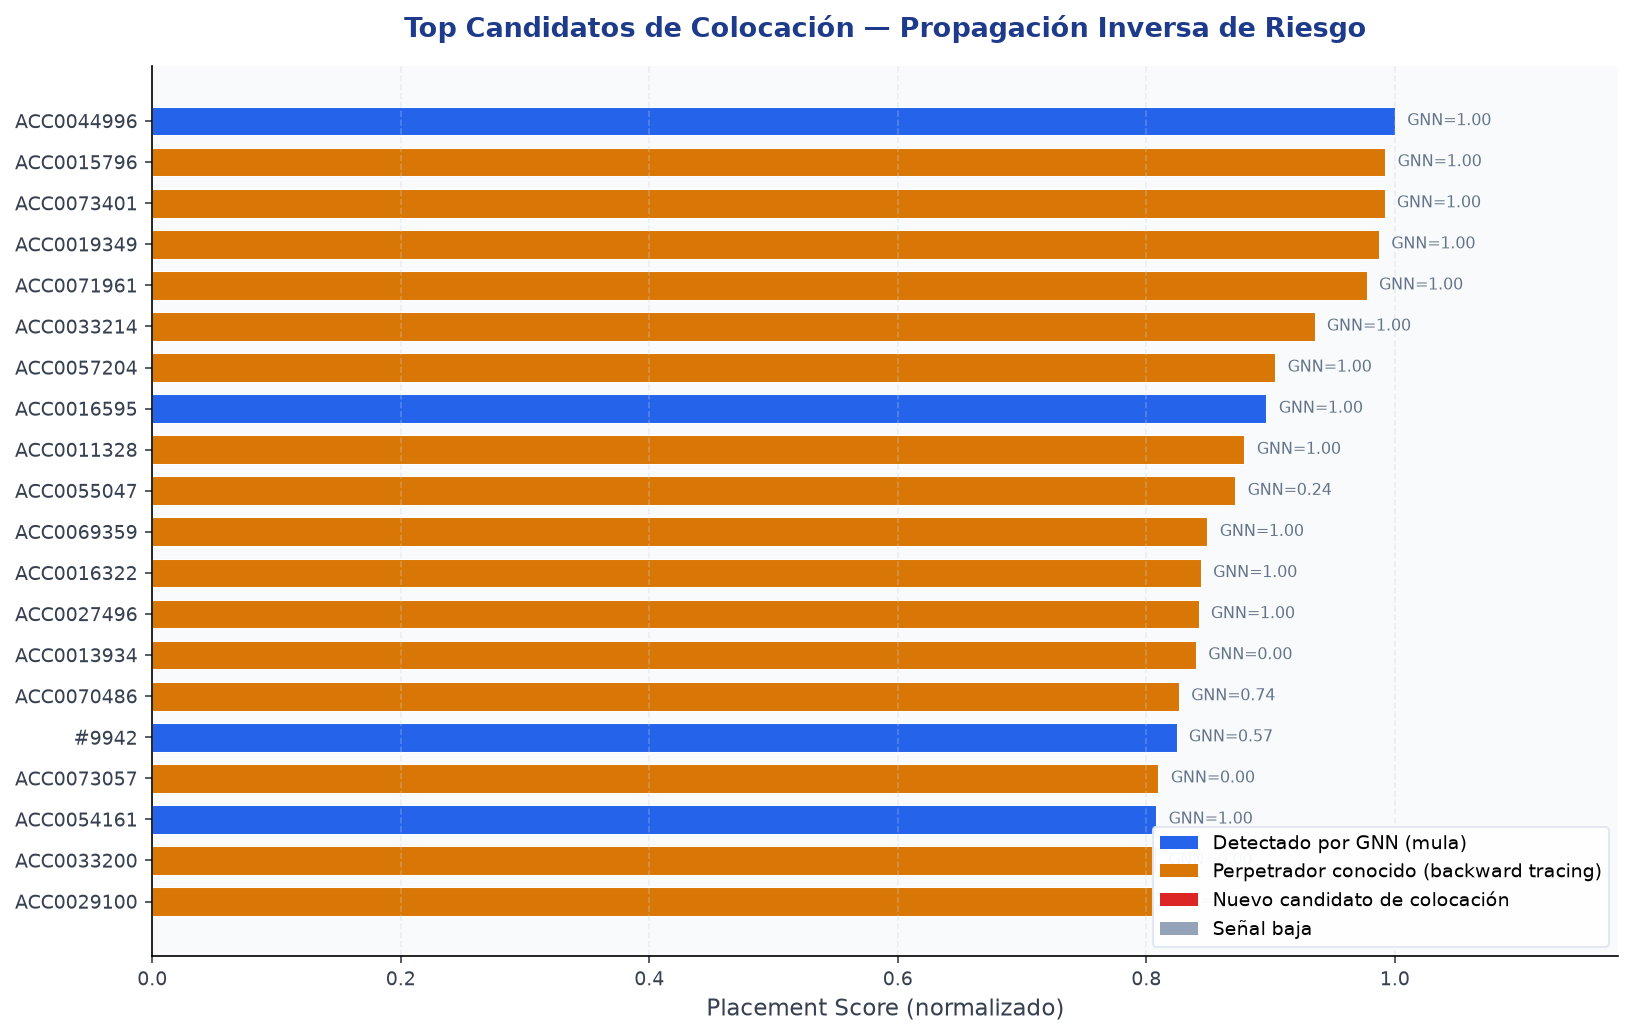 Top Candidatos de Colocación — Propagación Inversa de Riesgo
ACC0044996 GNN=1.00
ACC0015796 GNN=1.00
ACC0073401 GNN=1.00
ACC0019349 GNN=1.00
ACC0071961 GNN=1.00
ACC0033214 GNN=1.00
ACC0057204 GNN=1.00
ACC0016595 GNN=1.00
ACC0011328 GNN=1.00
ACC0055047 GNN=0.24
ACC0069359 GNN=1.00
ACC0016322 GNN=1.00
ACC0027496 GNN=1.00
ACC0013934 GNN=0.00
ACC0070486 GNN=0.74
#9942 GNN=0.57
ACC0073057 GNN=0.00
ACC0054161 GNN=1.00
ACC0033200
ACC0029100
Detectado por GNN (mula)
Perpetrador conocido (backward tracing)
Nuevo candidato de colocación
Señal baja
0.0 0.2 0.4 0.6 0.8 1.0
Placement Score (normalizado)